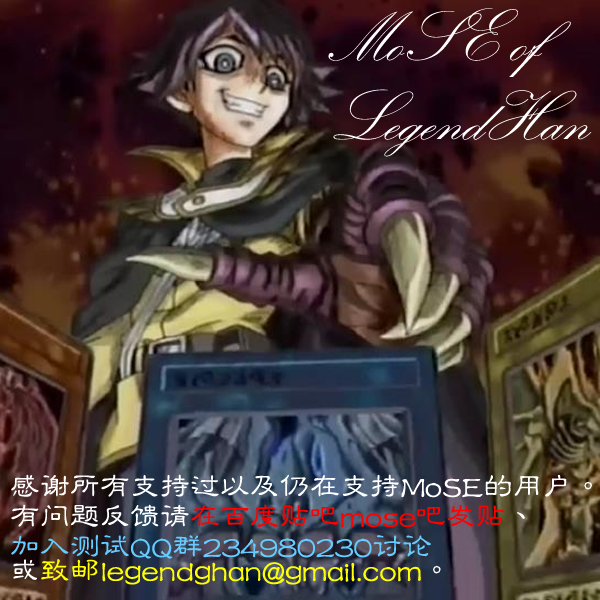 MoSE of
LegendHan
感谢所有支持过以及仍在支持MoSE的用户。
有问题反馈请在百度贴吧mose吧发贴、
加入测试QQ群234980230讨论
或致邮legendghan@gmail.com。